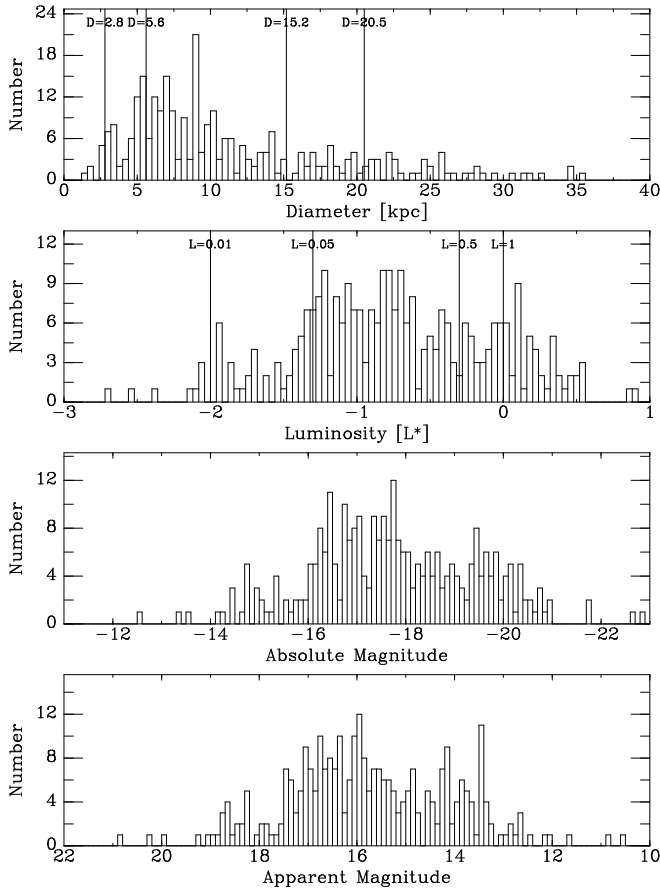 24
18
12
6
0
Number
D=2.8 D=5.6 D=15.2 D=20.5
0 5 10 15 20 25 30 35 40
Diameter [kpc]
12
9
6
3
0
Number
L=0.01 L=0.05 L=0.5 L=1
−3 −2 −1 0 1
Luminosity [L*]
12
8
4
0
Number
−12 −14 −16 −18 −20 −22
Absolute Magnitude
12
8
4
0
Number
22 20 18 16 14 12 10
Apparent Magnitude